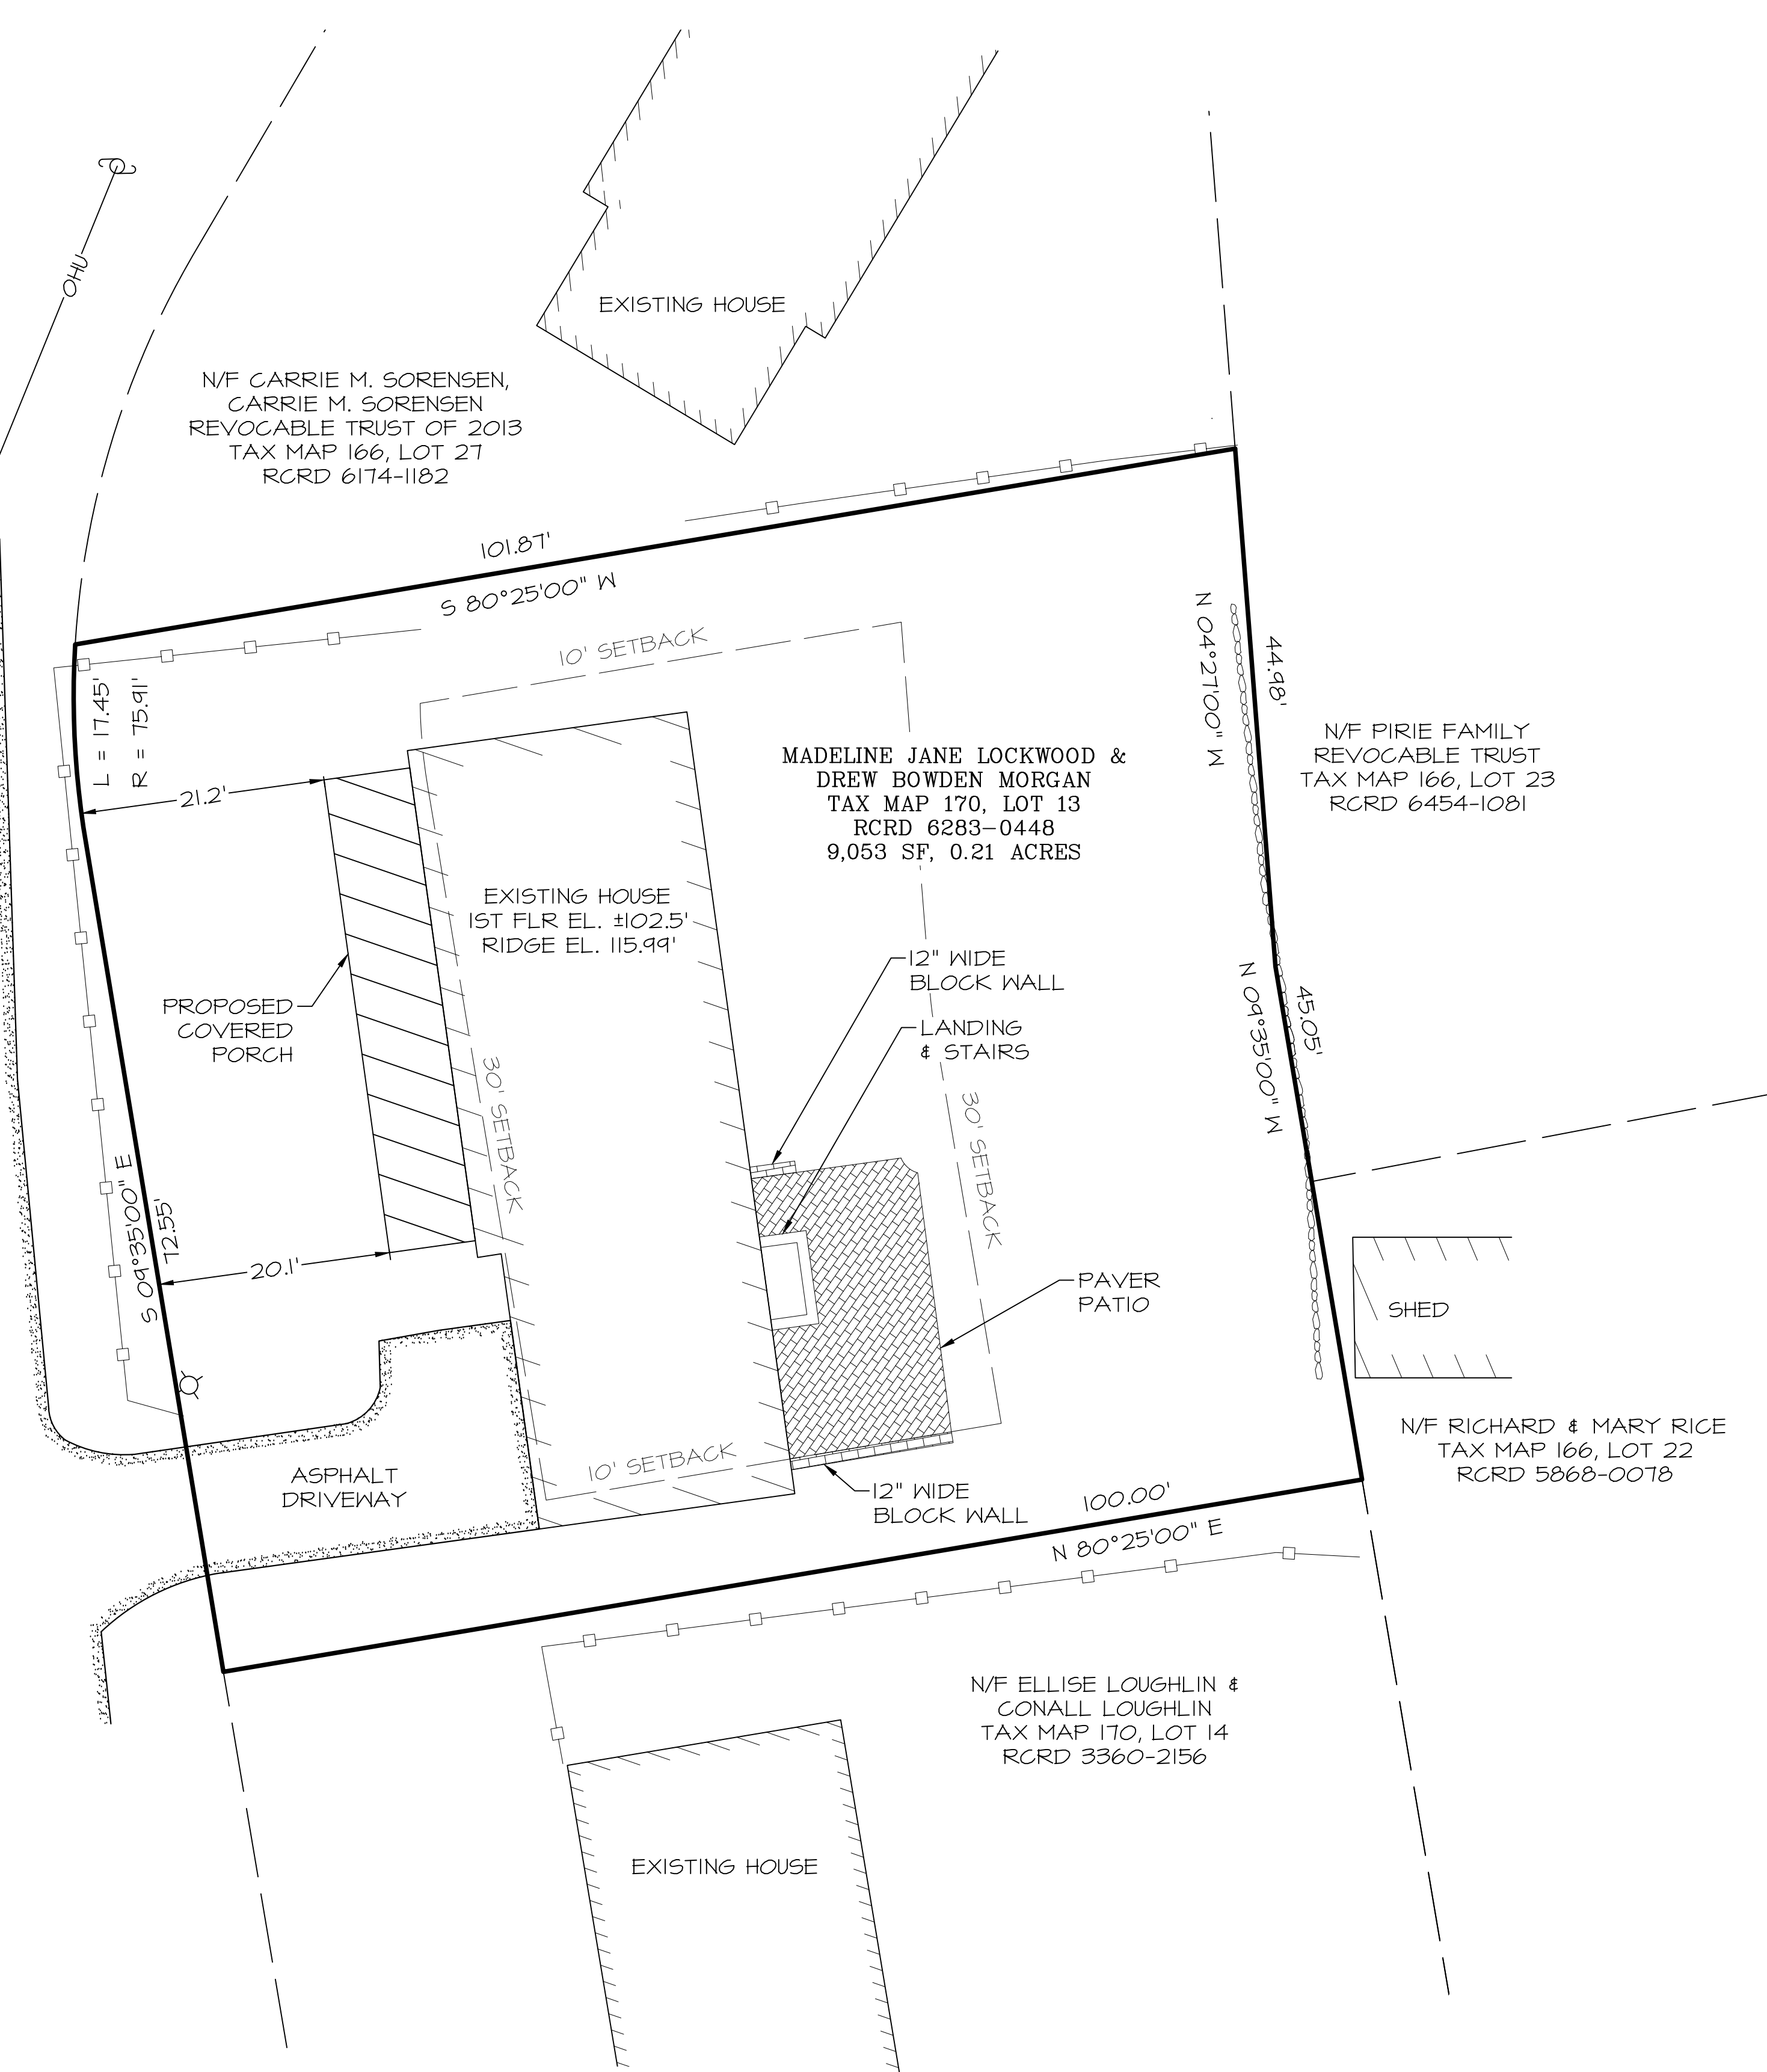 OHU
EXISTING HOUSE
N/F CARRIE M. SORENSEN,
CARRIE M. SORENSEN
REVOCABLE TRUST OF 2013
TAX MAP 166, LOT 27
RCRD 6174-1182
101.87'
S 80°25'00" W
10' SETBACK
L = 17.45'
R = 75.91'
N 04°27'00" W
44.98'
N/F PIRIE FAMILY
REVOCABLE TRUST
TAX MAP 166, LOT 23
RCRD 6454-1081
MADELINE JANE LOCKWOOD &
DREW BOWDEN MORGAN
TAX MAP 170, LOT 13
RCRD 6283-0448
9,053 SF, 0.21 ACRES
21.2'
EXISTING HOUSE
1ST FLR EL. ±102.5'
RIDGE EL. 115.99'
12" WIDE
BLOCK WALL
PROPOSED
COVERED
PORCH
LANDING
& STAIRS
N 09°35'00" W
45.05'
30' SETBACK
30' SETBACK
S 09°35'00" E
72.55'
20.1'
PAVER
PATIO
SHED
N/F RICHARD & MARY RICE
TAX MAP 166, LOT 22
RCRD 5868-0078
10' SETBACK
ASPHALT
DRIVEWAY
12" WIDE
BLOCK WALL
100.00'
N 80°25'00" E
N/F ELLISE LOUGHLIN &
CONALL LOUGHLIN
TAX MAP 170, LOT 14
RCRD 3360-2156
EXISTING HOUSE